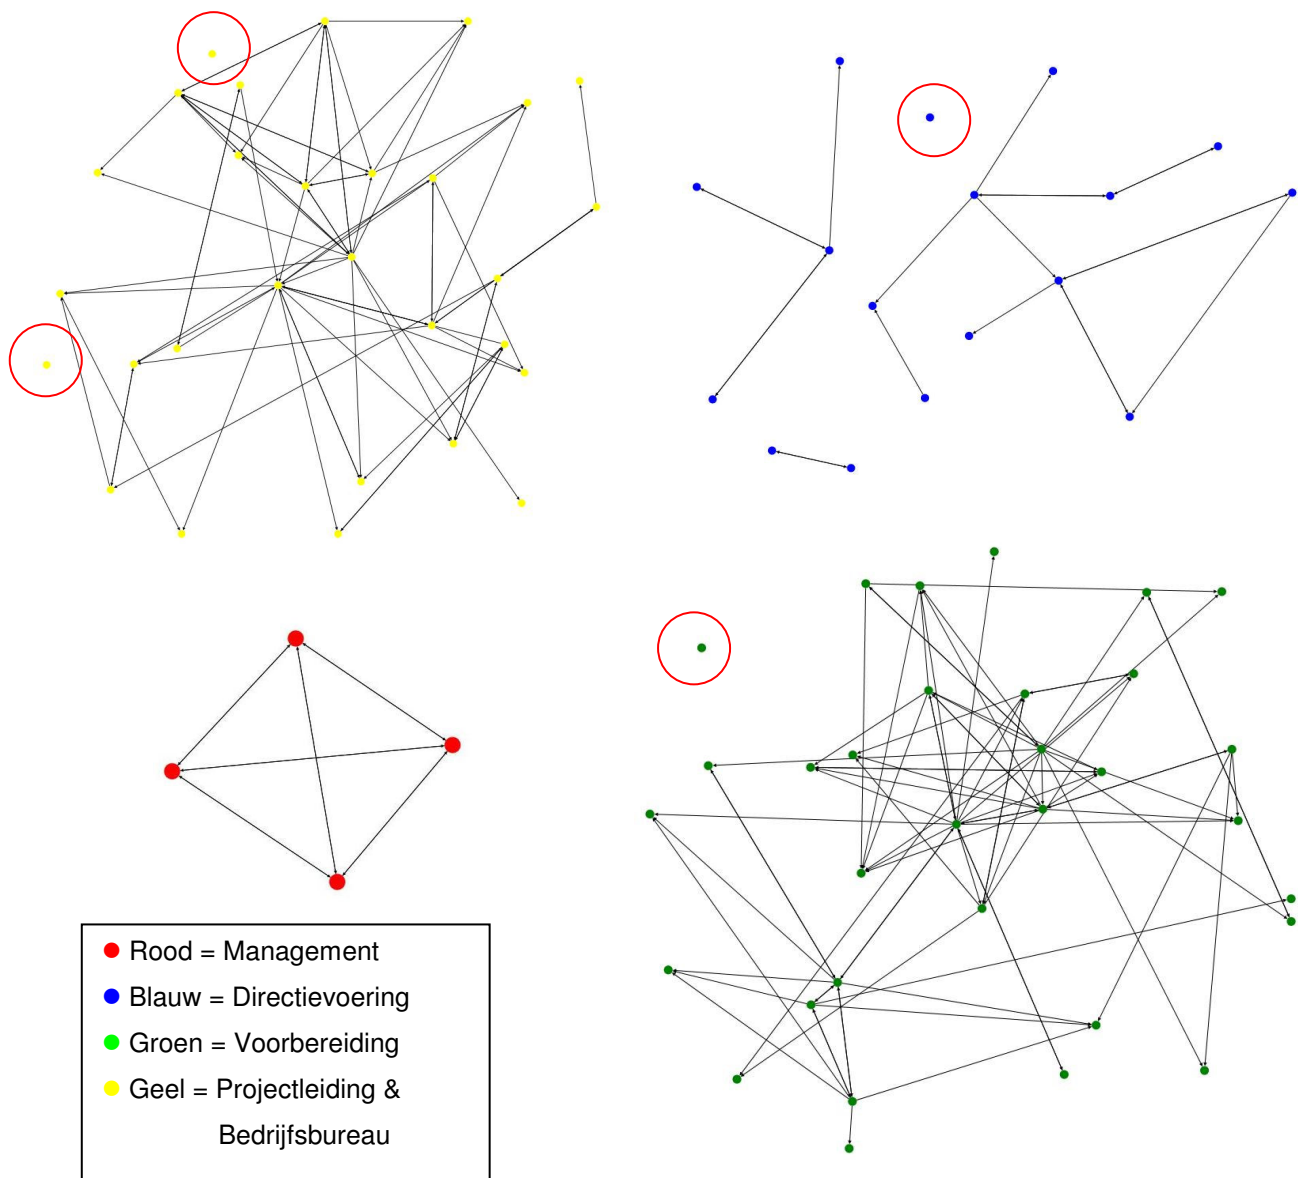 Rood = Management
Blauw = Directievoering
Groen = Voorbereiding
Geel = Projectleiding &
Bedrijfsbureau